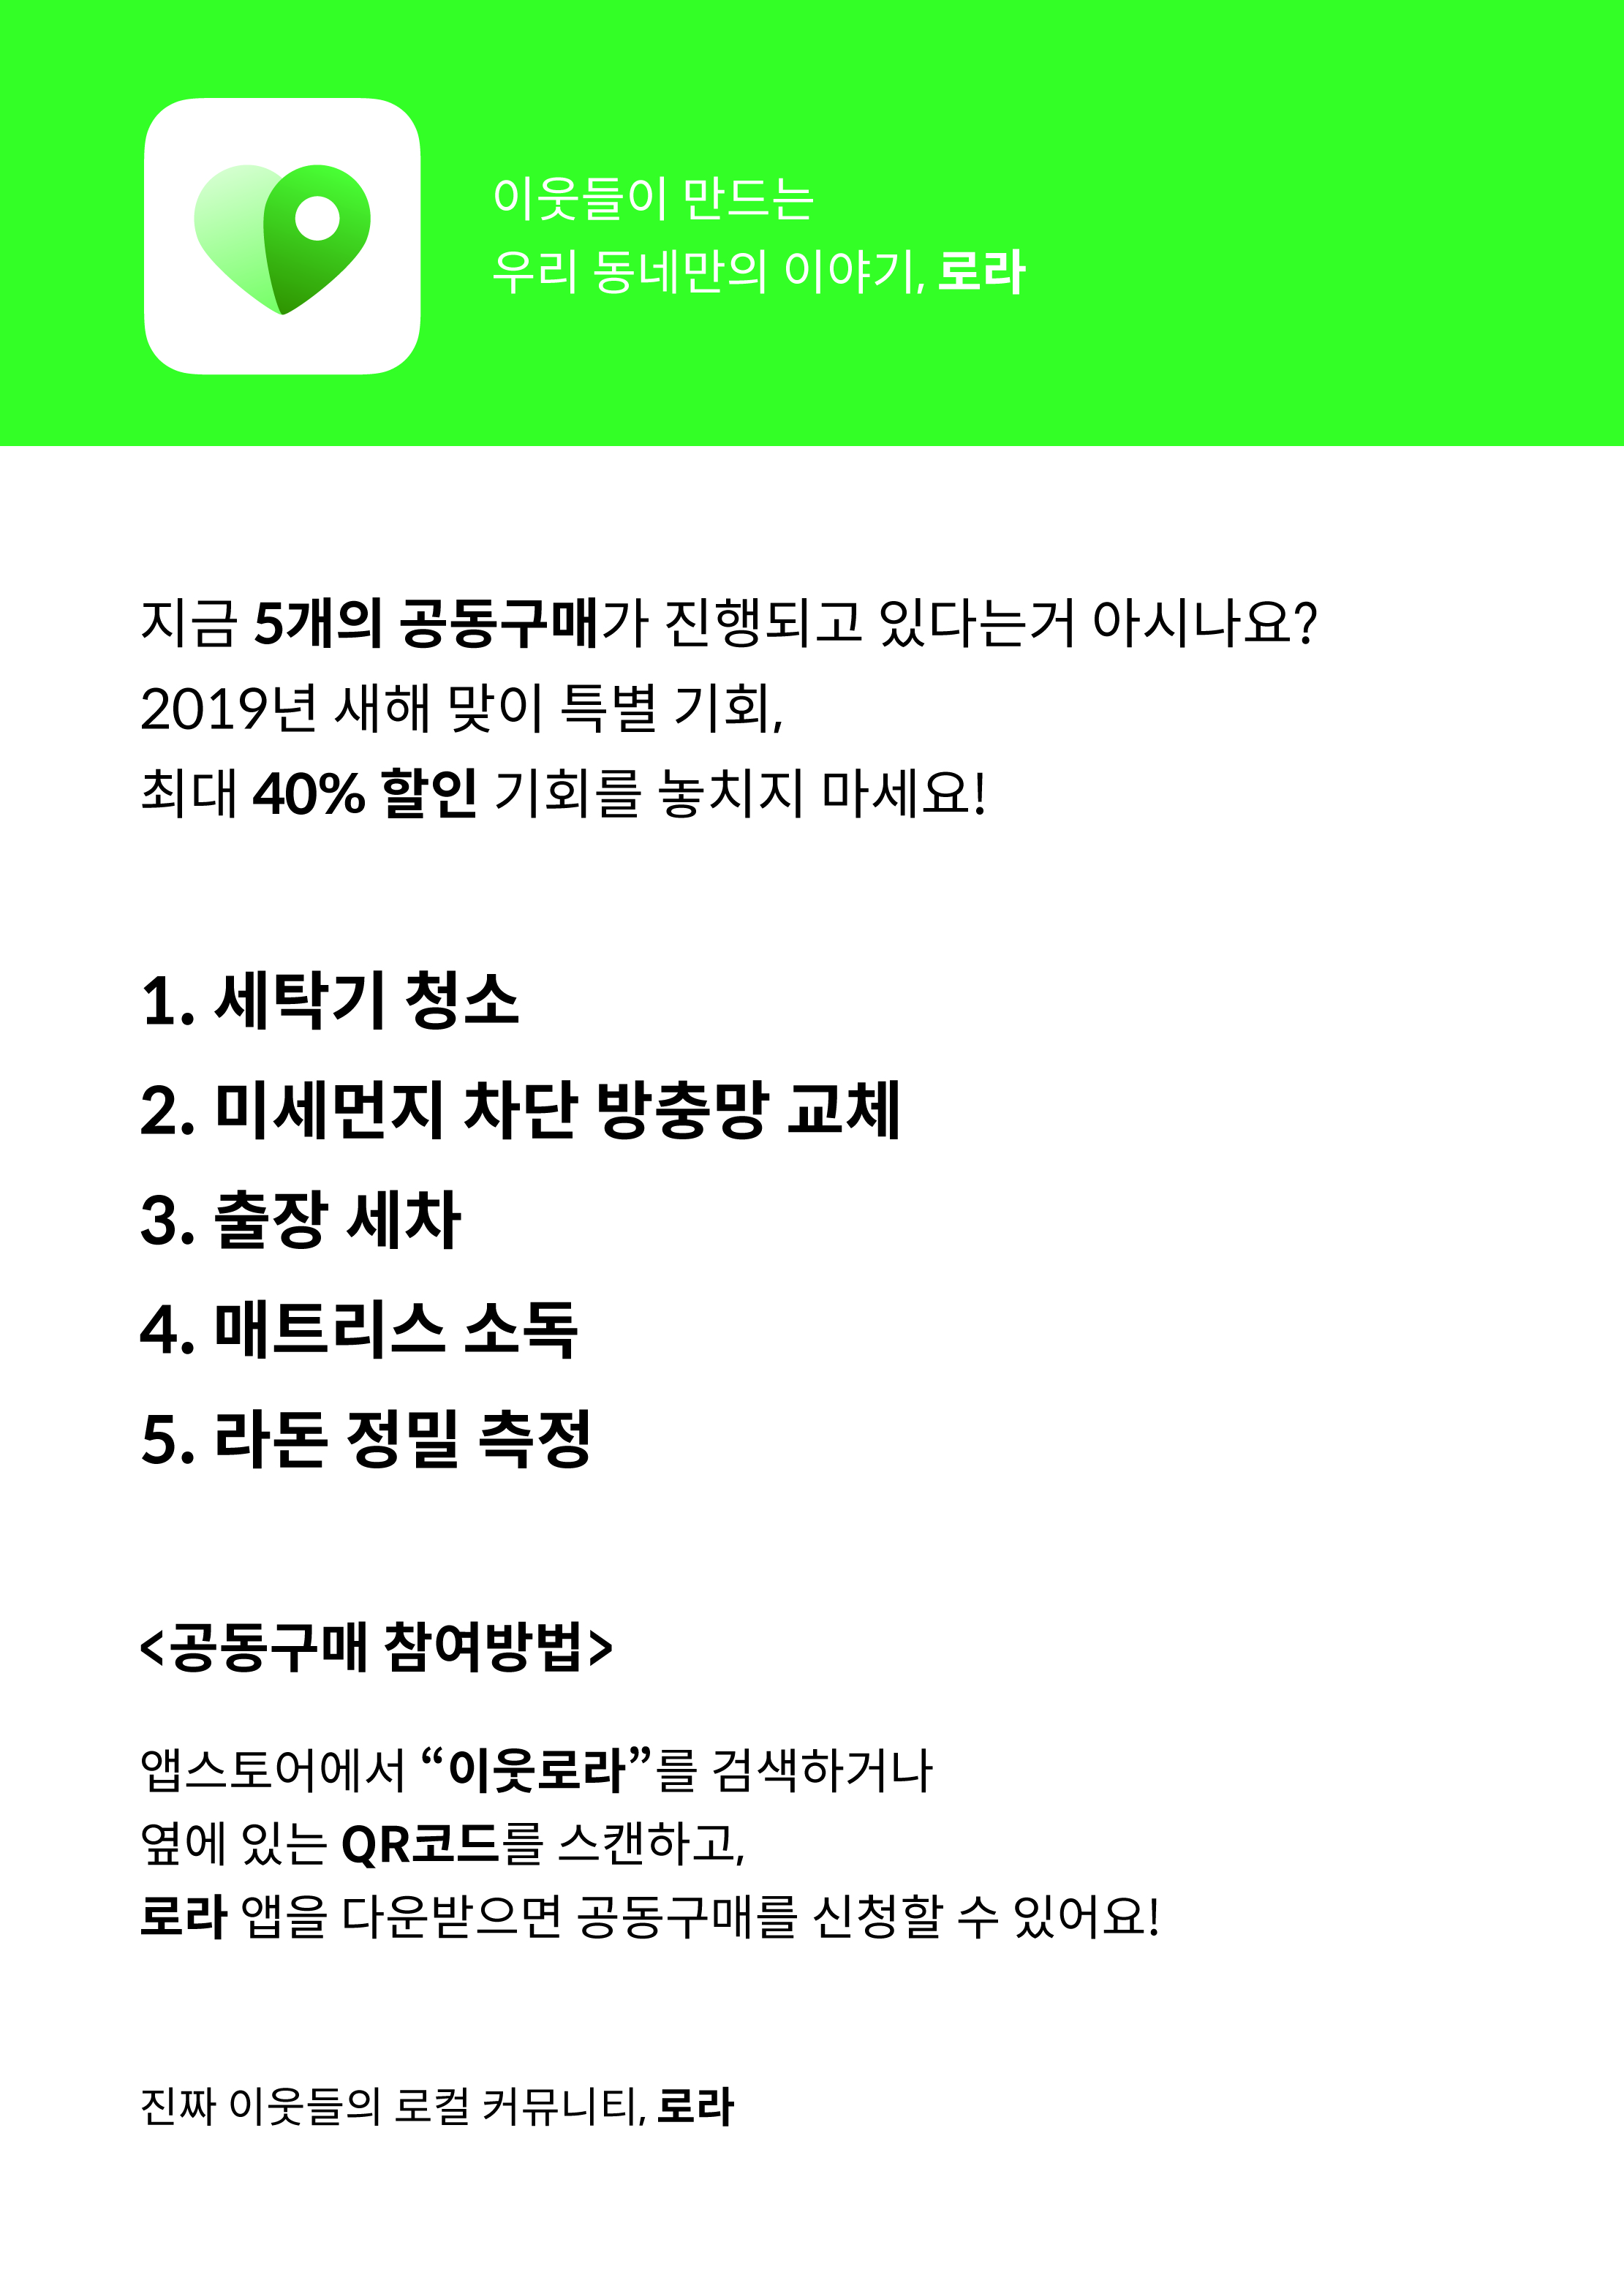 이웃들이 만드는
우리 동네만의 이야기, 로라
지금 5개의 공동구매가 진행되고 있다는거 아시나요?
2019년 새해 맞이 특별 기회,
최대 40% 할인 기회를 놓치지 마세요!
1. 세탁기 청소
2. 미세먼지 차단 방충망 교체
3. 출장 세차
4. 매트리스 소독
5. 라돈 정밀 측정
<공동구매 참여방법>
앱스토어에서 “이웃로라”를 검색하거나
옆에 있는 QR코드를 스캔하고,
로라 앱을 다운받으면 공동구매를 신청할 수 있어요!
진짜 이웃들의 로컬 커뮤니티, 로라